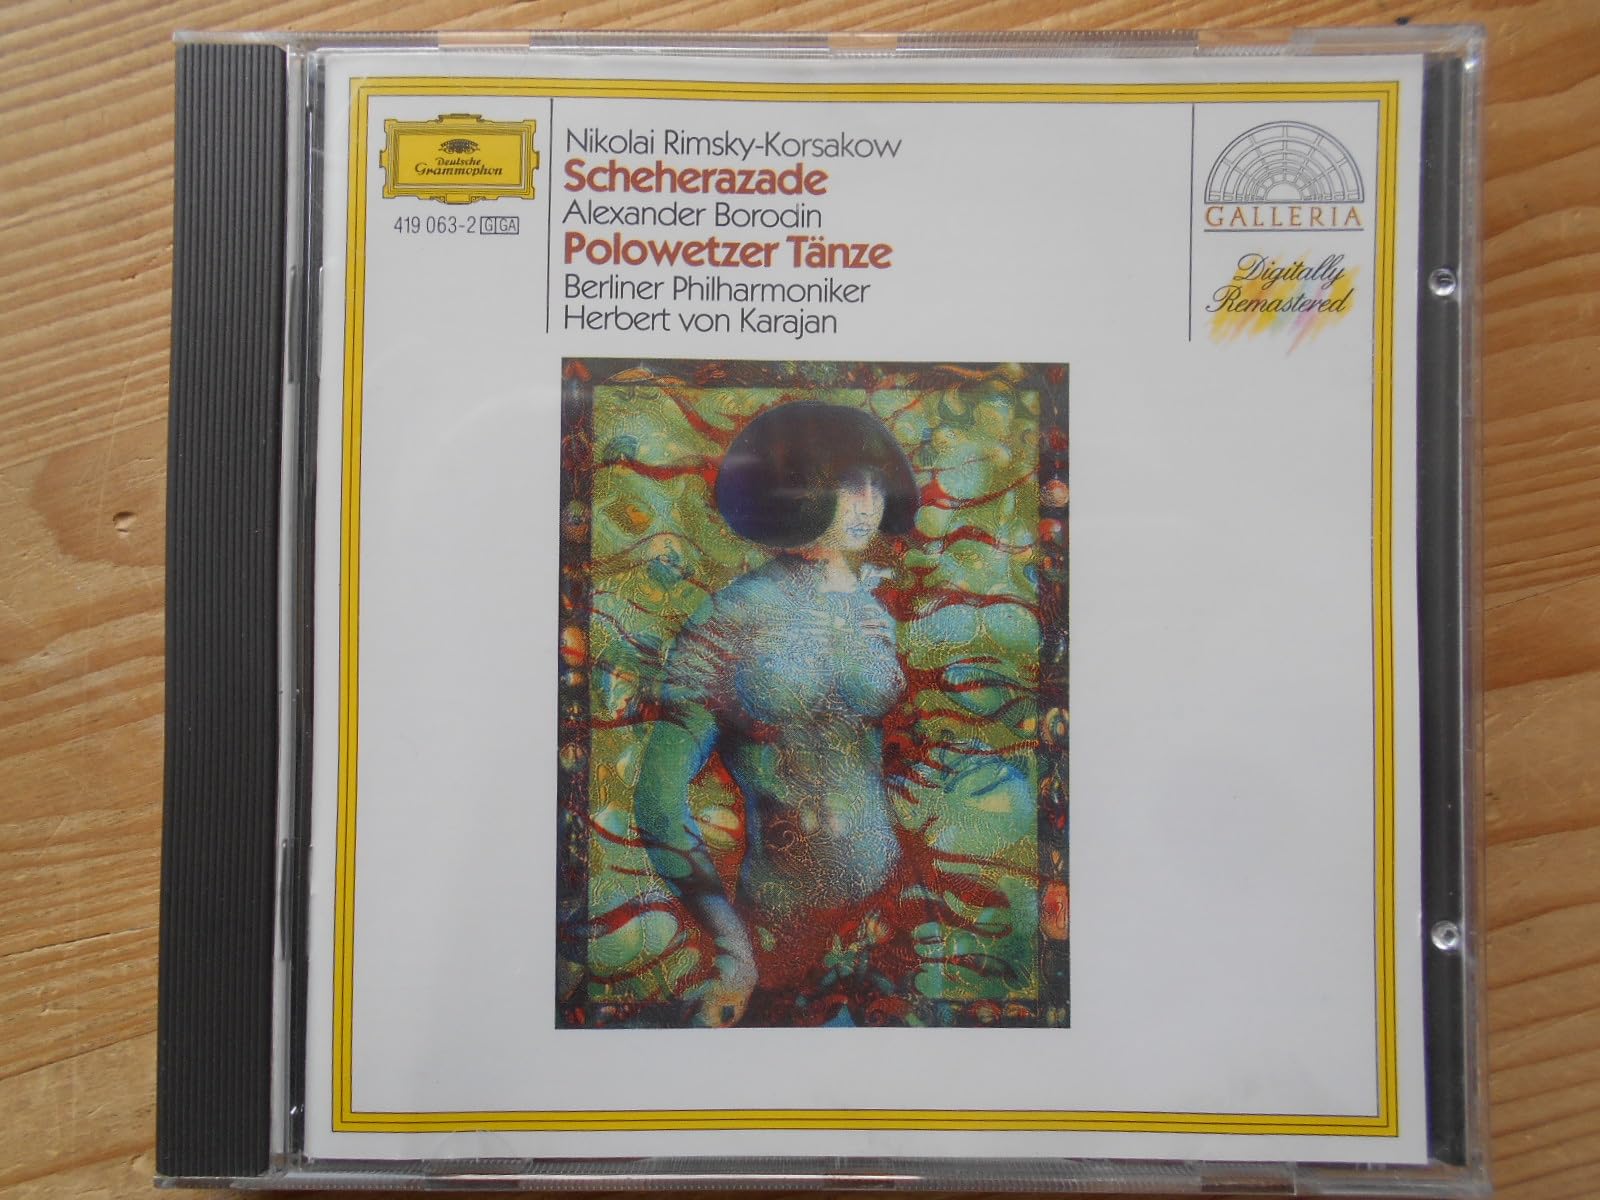 Deutsche
Grammophon
419 063-2 G GA
Nikolai Rimsky-Korsakow
Scheherazade
Alexander Borodin
Polowetzer Tänze
Berliner Philharmoniker
Herbert von Karajan
GALLERIA
Digitally
Remastered